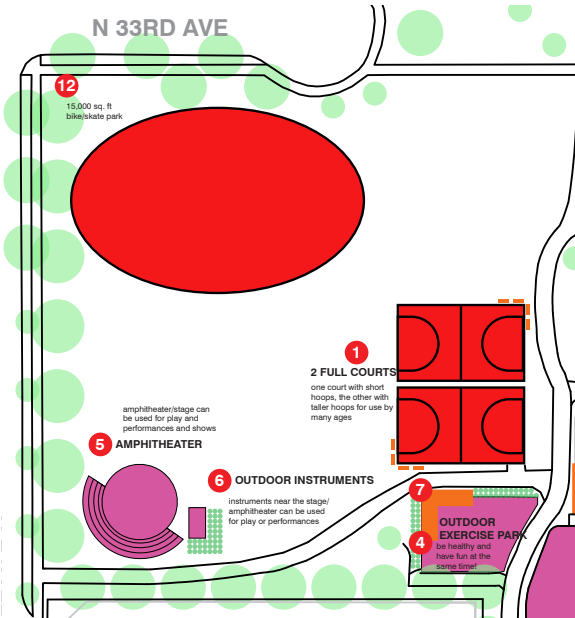 N 33RD AVE
12
15,000 sq. ft
bike/skate park
1
2 FULL COURTS
one court with short
hoops, the other with
taller hoops for use by
many ages
amphitheater/stage can
be used for play and
performances and shows
5 AMPHITHEATER
6 OUTDOOR INSTRUMENTS
instruments near the stage/
amphitheater can be used
for play or performances
7
4
OUTDOOR
EXERCISE PARK
be healthy and
have fun at the
same time!